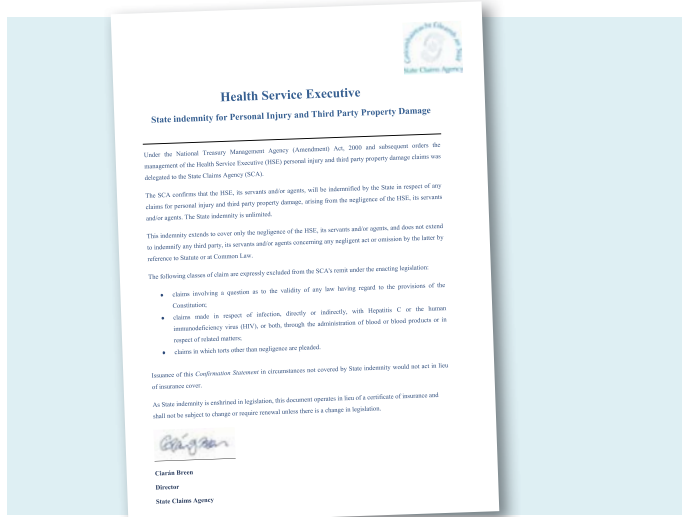 State Claims Agency
Health Service Executive
State indemnity for Personal Injury and Third Party Property Damage
Under the National Treasury Management Agency (Amendment) Act, 2000 and subsequent orders the
management of the Health Service Executive (HSE) personal injury and third party property damage claims was
delegated to the State Claims Agency (SCA).
The SCA confirms that the HSE, its servants and/or agents, will be indemnified by the State in respect of any
claims for personal injury and third party property damage, arising from the negligence of the HSE, its servants
and/or agents. The State indemnity is unlimited.
This indemnity extends to cover only the negligence of the HSE, its servants and/or agents, and does not extend
to indemnify any third party, its servants and/or agents concerning any negligent act or omission by the latter by
reference to Statute or at Common Law.
The following classes of claim are expressly excluded from the SCA's remit under the enacting legislation:
• claims involving a question as to the validity of any law having regard to the provisions of the
Constitution;
• claims made in respect of infection, directly or indirectly, with Hepatitis C or the human
immunodeficiency virus (HIV), or both, through the administration of blood or blood products or in
respect of related matters;
• claims in which torts other than negligence are pleaded.
Issuance of this Confirmation Statement in circumstances not covered by State indemnity would not act in lieu
of insurance cover.
As State indemnity is enshrined in legislation, this document operates in lieu of a certificate of insurance and
shall not be subject to change or require renewal unless there is a change in legislation.
Ciarán Breen
Director
State Claims Agency